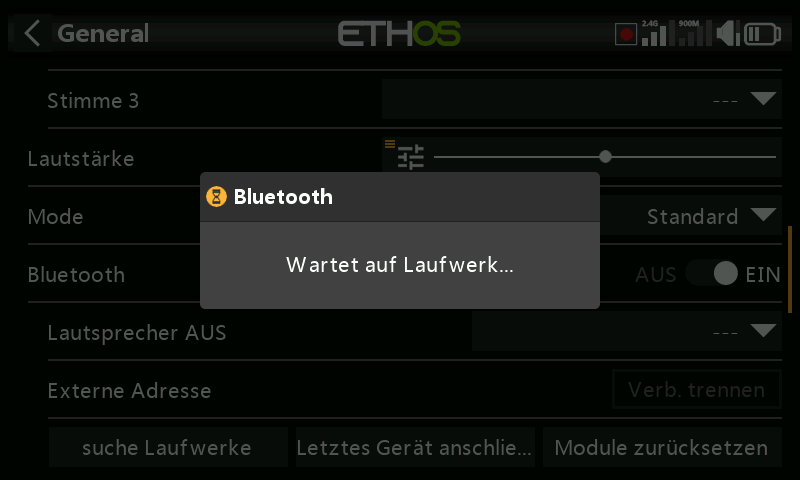 General
ETHOS
2.4G
900M
Stimme 3
---
Lautstärke
Mode
Standard
Bluetooth
AUS
EIN
Bluetooth
Wartet auf Laufwerk...
Lautsprecher AUS
---
Externe Adresse
Verb. trennen
suche Laufwerke
Letztes Gerät anschlie...
Module zurücksetzen